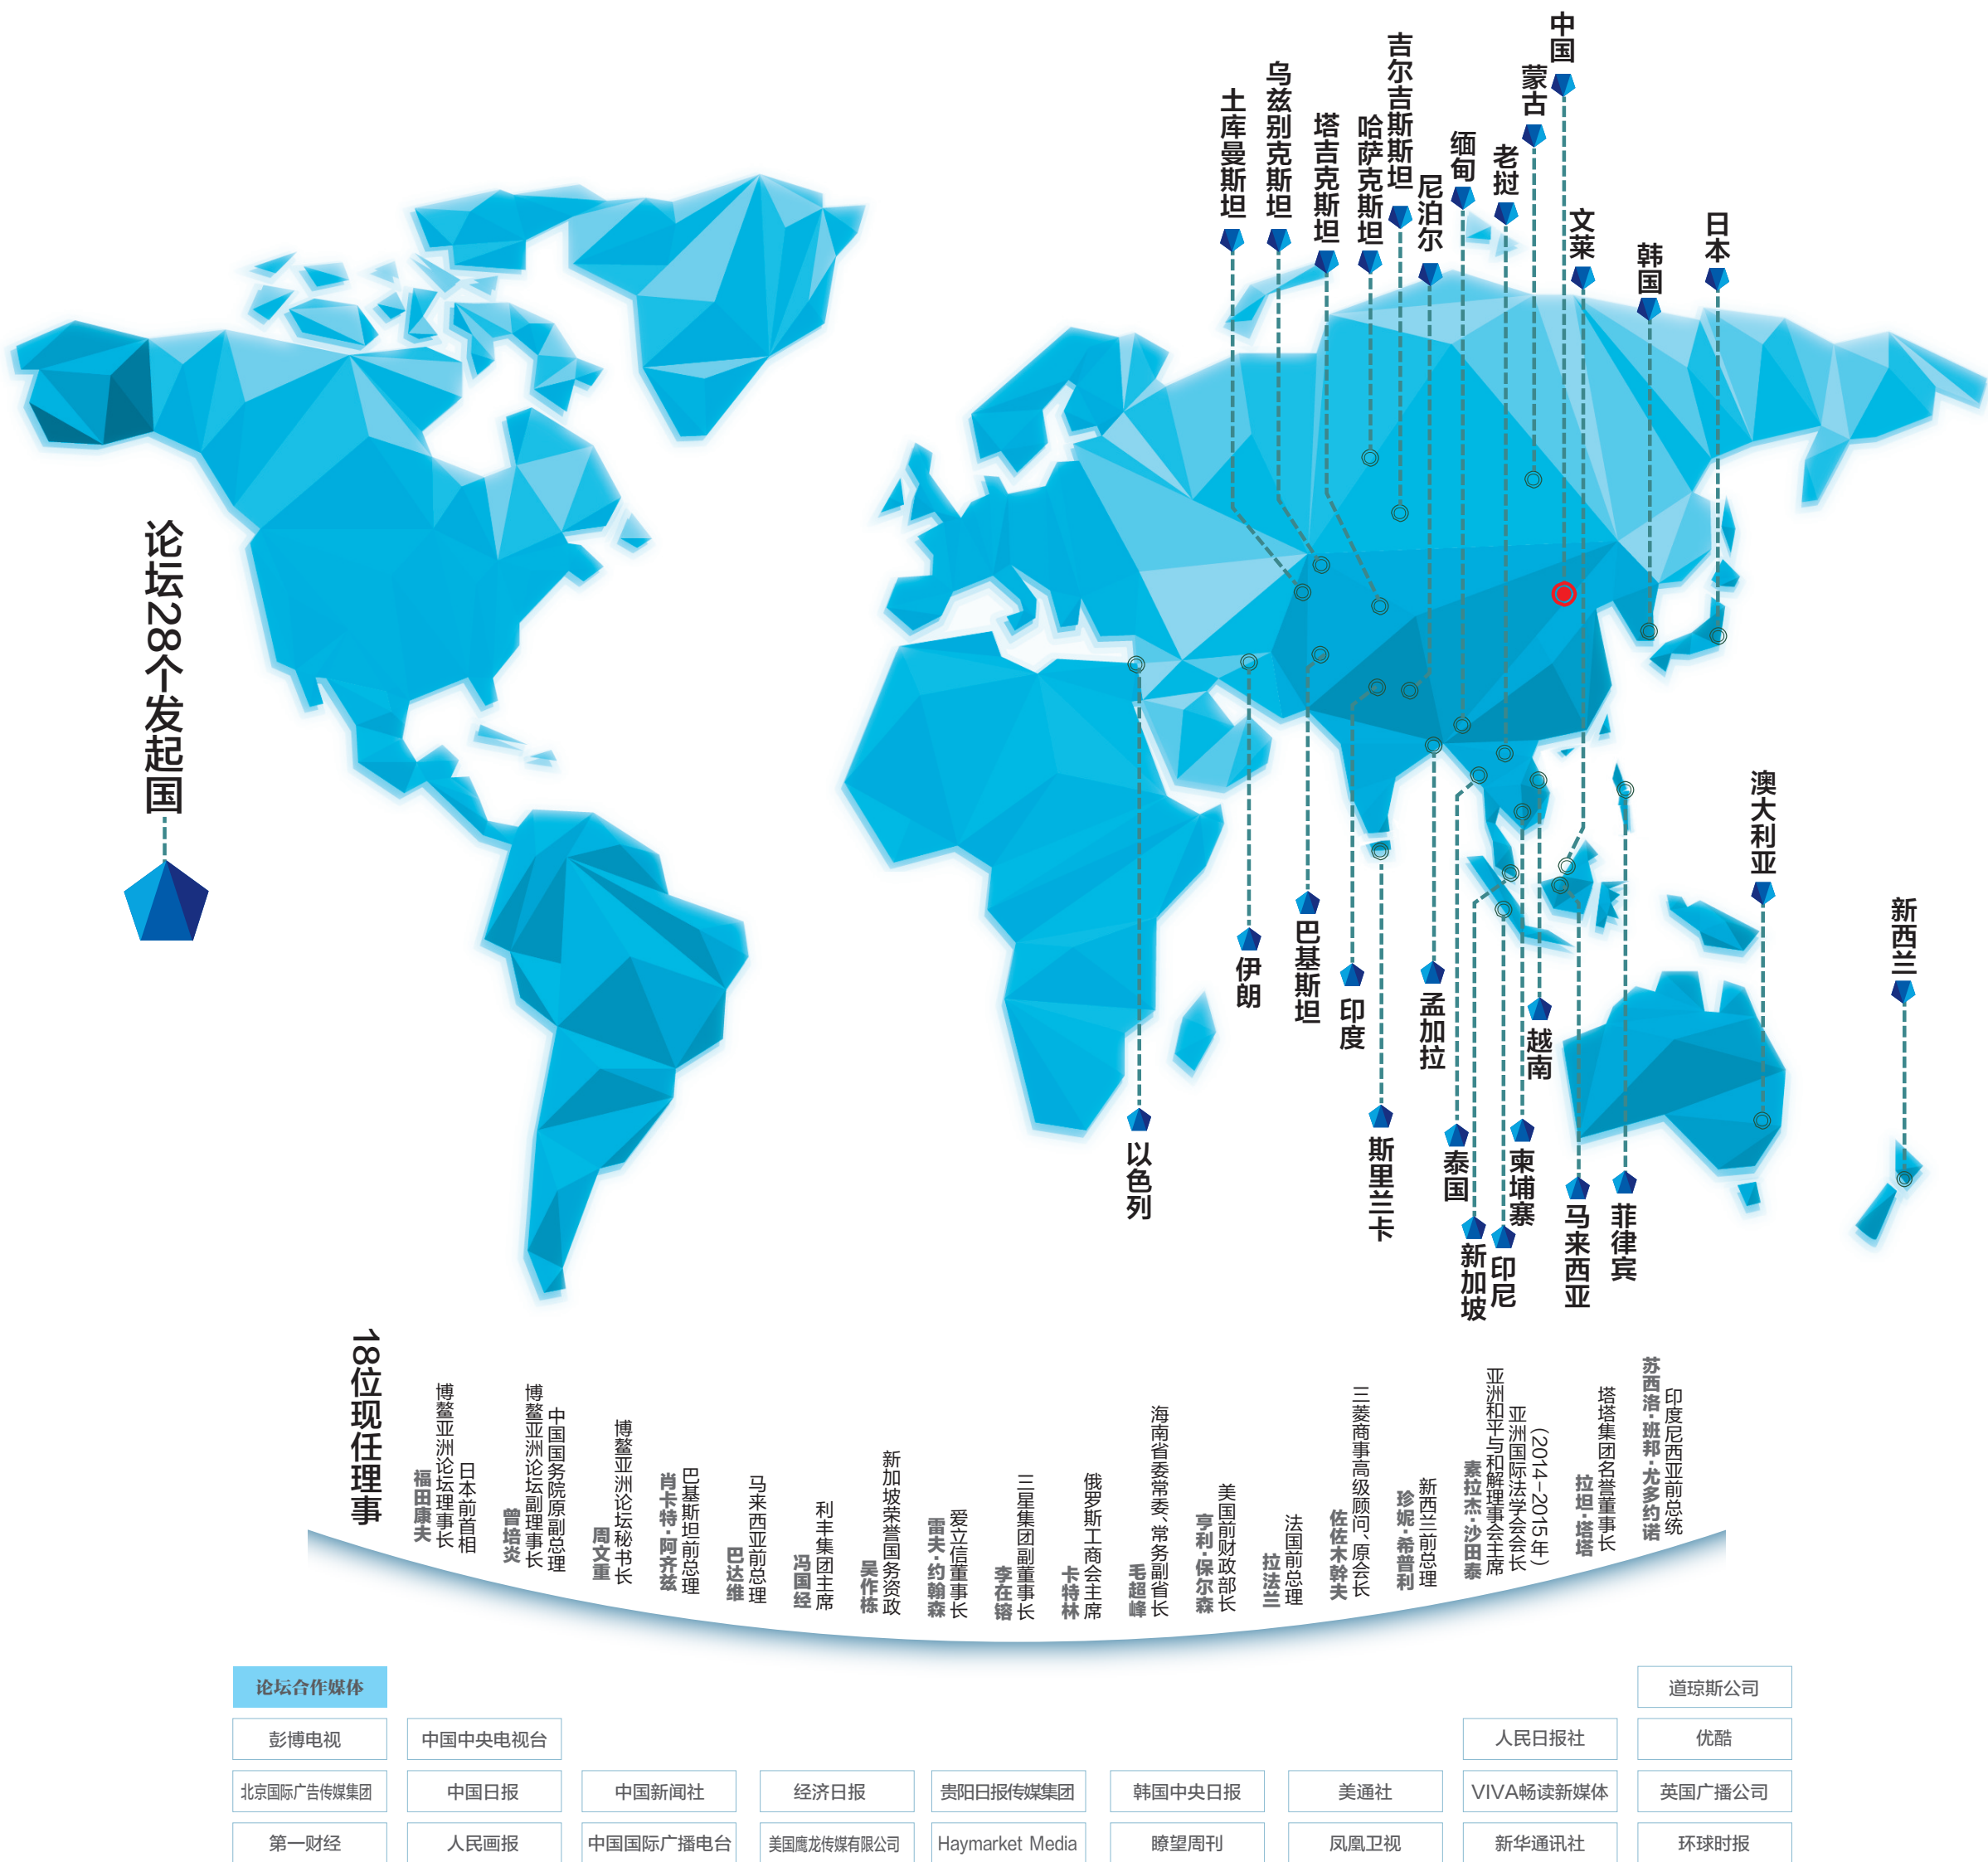 论坛28个发起国
土库曼斯坦
乌兹别克斯坦
塔吉克斯坦
哈萨克斯坦
吉尔吉斯斯坦
尼泊尔
缅甸
老挝
蒙古
中国
文莱
韩国
日本
澳大利亚
新西兰
以色列
伊朗
巴基斯坦
印度
斯里兰卡
孟加拉
泰国
新加坡
印尼
柬埔寨
越南
马来西亚
菲律宾
18位现任理事
博鳌亚洲论坛理事长
日本前首相
福田康夫
博鳌亚洲论坛副理事长
中国国务院原副总理
曾培炎
博鳌亚洲论坛秘书长
周文重
巴基斯坦前总理
肖卡特·阿齐兹
马来西亚前总理
巴达维
利丰集团主席
冯国经
新加坡荣誉国务资政
吴作栋
爱立信董事长
雷夫·约翰森
三星集团副董事长
李在镕
俄罗斯工商会主席
卡特林
海南省委常委、常务副省长
毛超峰
美国前财政部长
亨利·保尔森
法国前总理
拉法兰
三菱商事高级顾问、原会长
佐佐木幹夫
新西兰前总理
珍妮·希普利
亚洲和平与和解理事会主席
亚洲国际法学会会长
（2014-2015年）
素拉杰·沙田泰
塔塔集团名誉董事长
拉坦·塔塔
印度尼西亚前总统
苏西洛·班邦·尤多约诺
论坛合作媒体
道琼斯公司
彭博电视
中国中央电视台
人民日报社
优酷
北京国际广告传媒集团
中国日报
中国新闻社
经济日报
贵阳日报传媒集团
韩国中央日报
美通社
VIVA畅读新媒体
英国广播公司
第一财经
人民画报
中国国际广播电台
美国鹰龙传媒有限公司
Haymarket Media
瞭望周刊
凤凰卫视
新华通讯社
环球时报